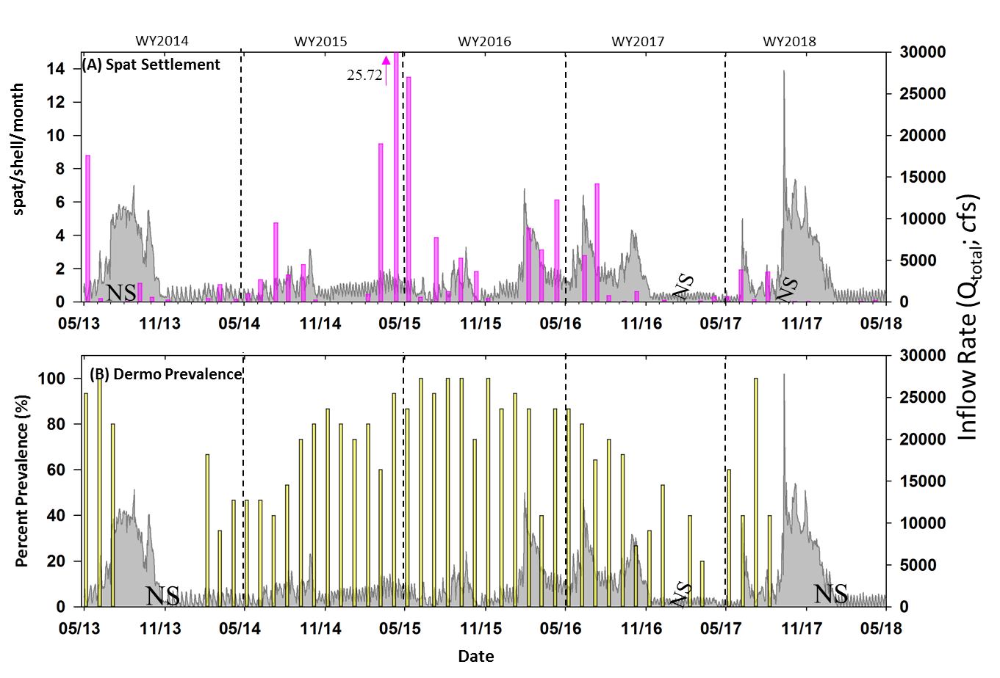 WY2014 WY2015 WY2016 WY2017 WY2018
(A) Spat Settlement
25.72
spat/shell/month
14
12
10
8
6
4
2
0
30000
25000
20000
15000
10000
5000
0
NS NS NS
05/13 11/13 05/14 11/14 05/15 11/15 05/16 11/16 05/17 11/17 05/18
Inflow Rate (Qtotal; cfs)
(B) Dermo Prevalence
Percent Prevalence (%)
100
80
60
40
20
0
30000
25000
20000
15000
10000
5000
0
NS NS NS
05/13 11/13 05/14 11/14 05/15 11/15 05/16 11/16 05/17 11/17 05/18
Date